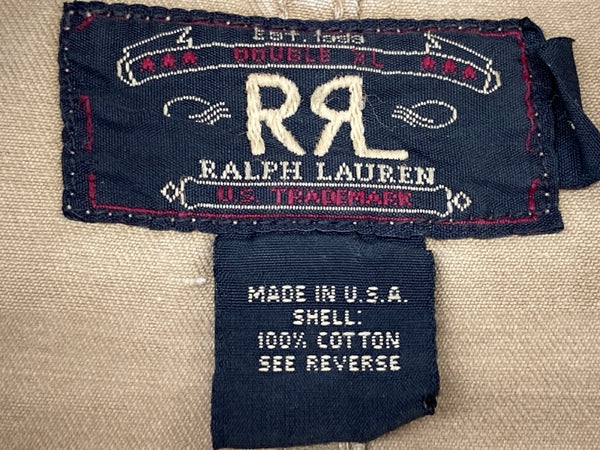 Est. 1993
DOUBLE RL
RRL
RALPH LAUREN
U.S. TRADEMARK
MADE IN U.S.A.
SHELL:
100% COTTON
SEE REVERSE